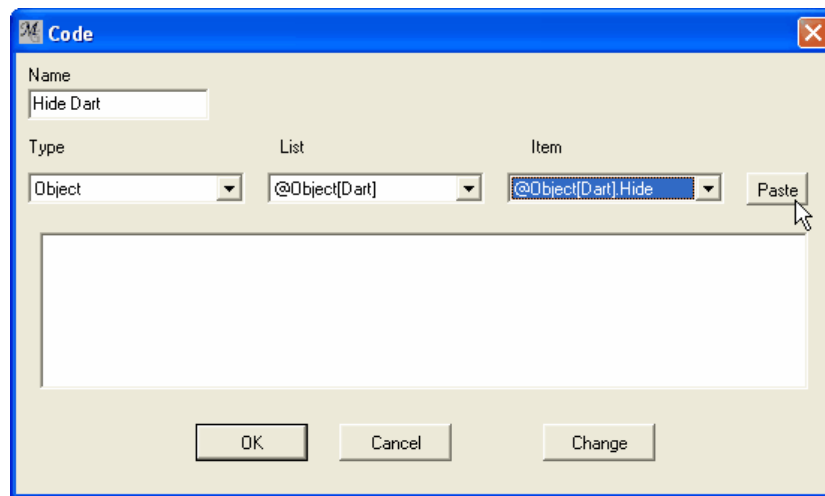 Code
Name
Hide Dart
Type List Item
Object @Object[Dart] @Object[Dart].Hide Paste
OK Cancel Change